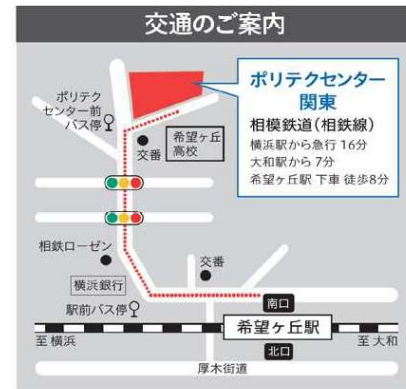 交通のご案内
ポリテクセンター
関東
相模鉄道(相鉄線)
横浜駅から急行 16分
大和駅から 7分
希望ヶ丘駅 下車 徒歩8分
ポリテク
センター前
バス停
交番
希望ヶ丘
高校
相鉄ローゼン
交番
横浜銀行
駅前バス停
南口
希望ヶ丘駅
至 横浜
至 大和
北口
厚木街道